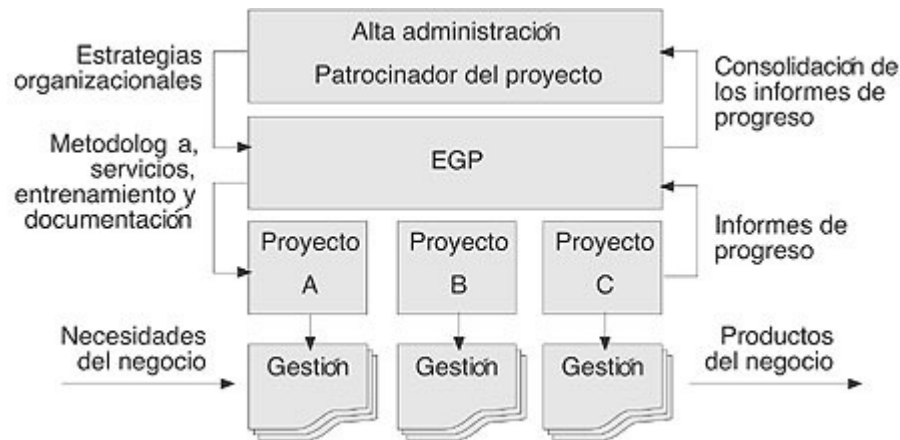 Alta administración
Patrocinador del proyecto
Estrategias
organizacionales
Consolidación de
los informes de
progreso
Metodolog a,
servicios,
entrenamiento y
documentación
EGP
Informes de
progreso
Proyecto
A
Proyecto
B
Proyecto
C
Necesidades
del negocio
Gestión
Gestión
Gestión
Productos
del negocio